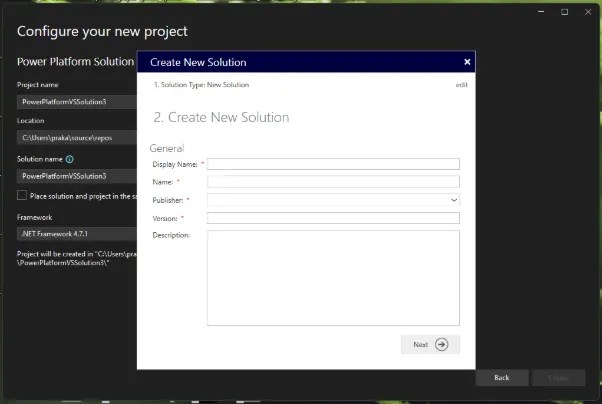 Configure your new project
Power Platform Solution
Project name
PowerPlatformVSSolution3
Location
C:\Users\praka\source\repos
Solution name
PowerPlatformVSSolution3
Place solution and project in the sa
Framework
.NET Framework 4.7.1
Project will be created in "C:\Users\pra
\PowerPlatformVSSolution3\"
Create New Solution
1. Solution Type: New Solution edit
2. Create New Solution
General
Display Name: *
Name: *
Publisher: *
Version: *
Description:
Next
Back
Create